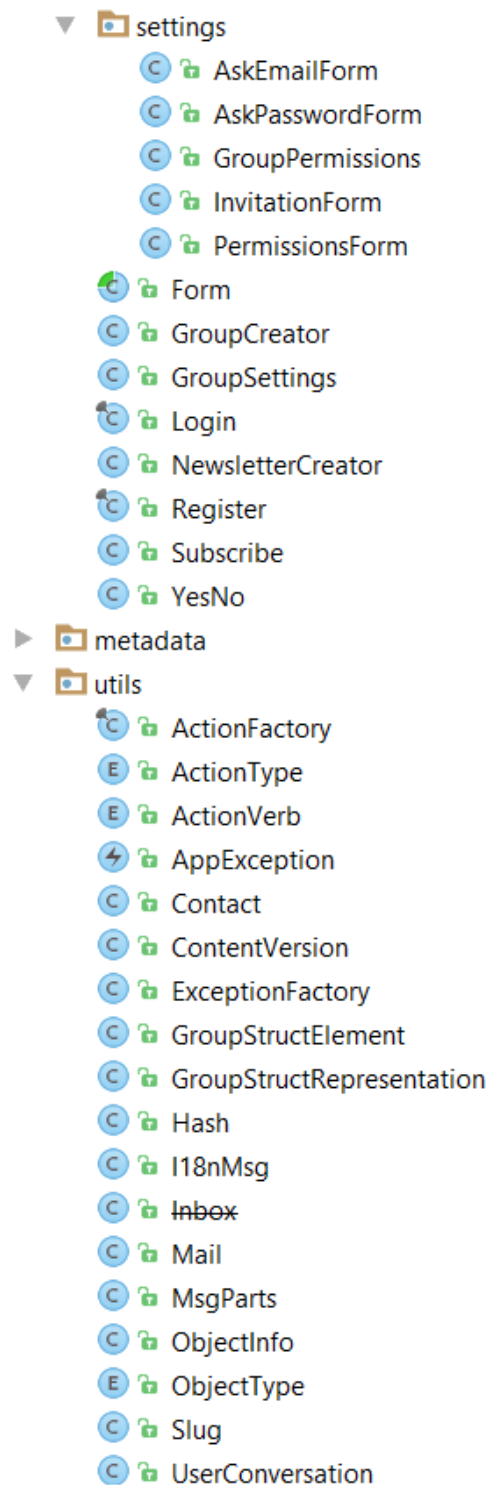 settings
AskEmailForm
AskPasswordForm
GroupPermissions
InvitationForm
PermissionsForm
Form
GroupCreator
GroupSettings
Login
NewsletterCreator
Register
Subscribe
YesNo
metadata
utils
ActionFactory
ActionType
ActionVerb
AppException
Contact
ContentVersion
ExceptionFactory
GroupStructElement
GroupStructRepresentation
Hash
I18nMsg
Inbox
Mail
MsgParts
ObjectInfo
ObjectType
Slug
UserConversation